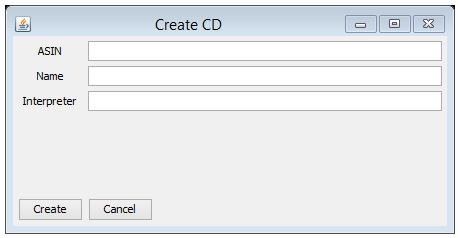 Create CD
ASIN
Name
Interpreter
Create Cancel